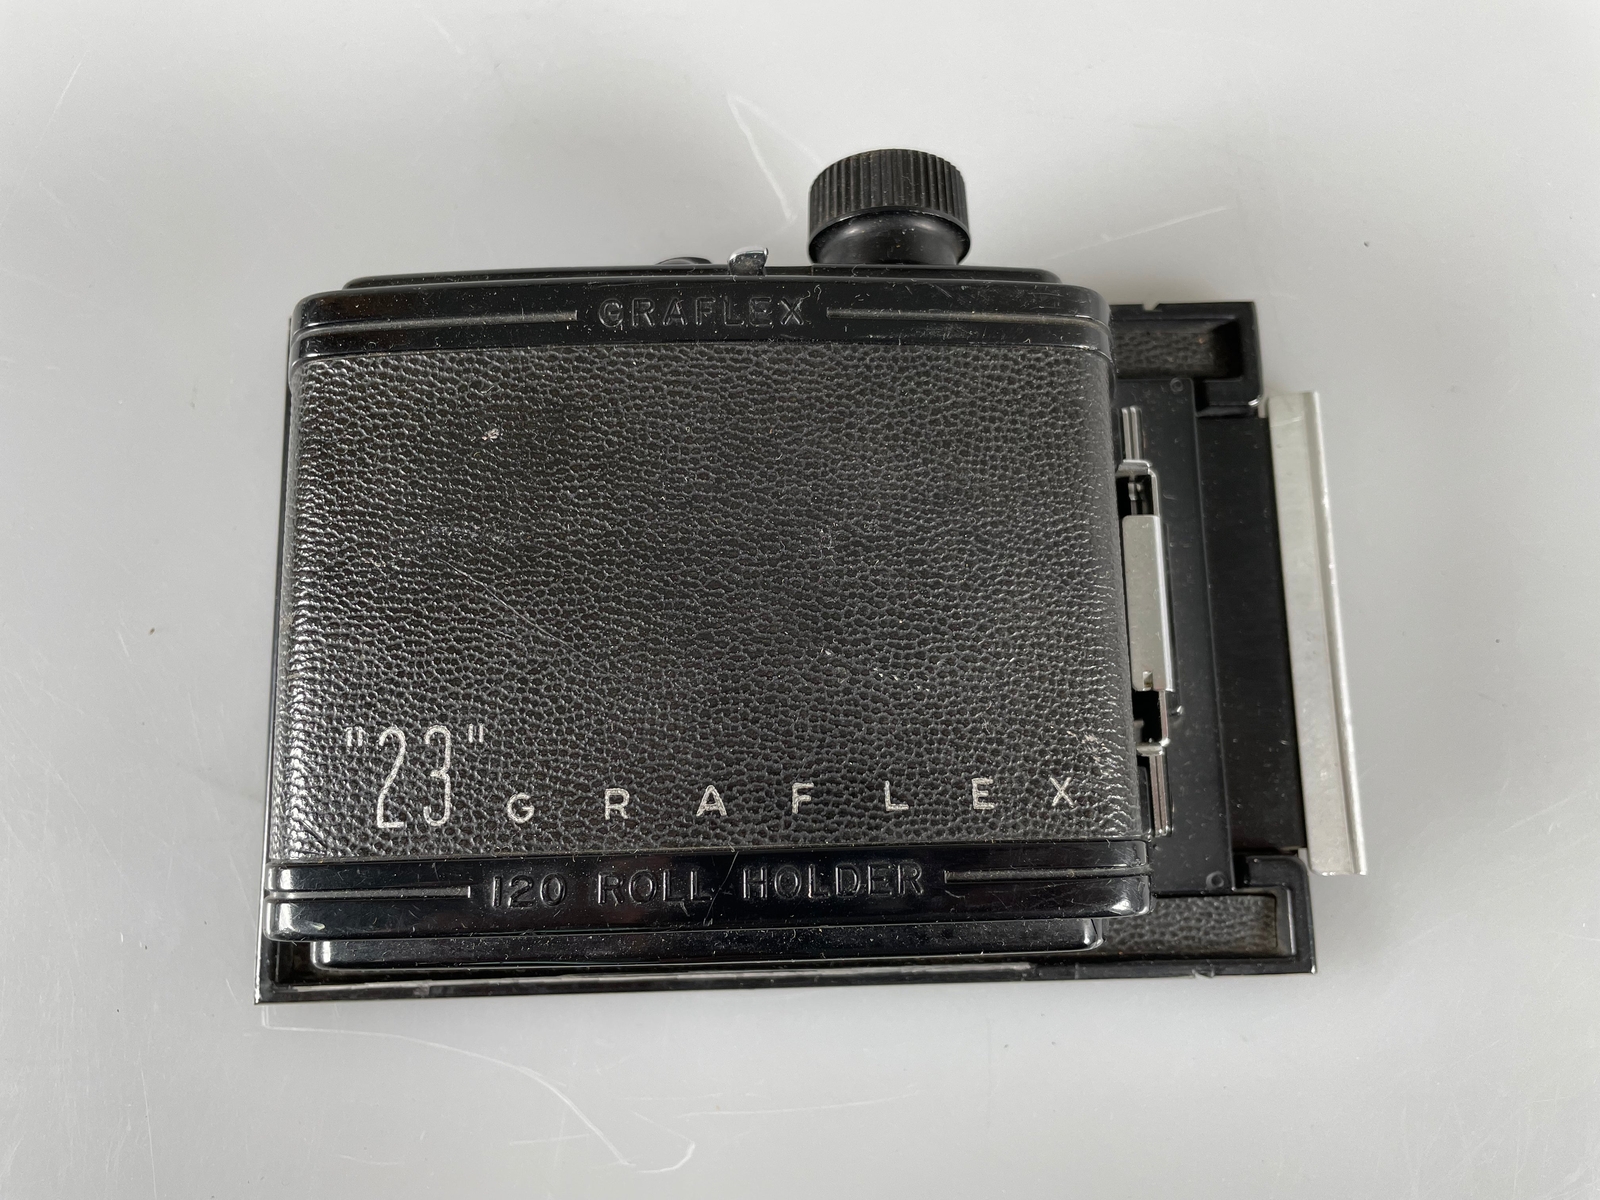 GRAFLEX
"23" GRAFLEX
120 ROLL HOLDER